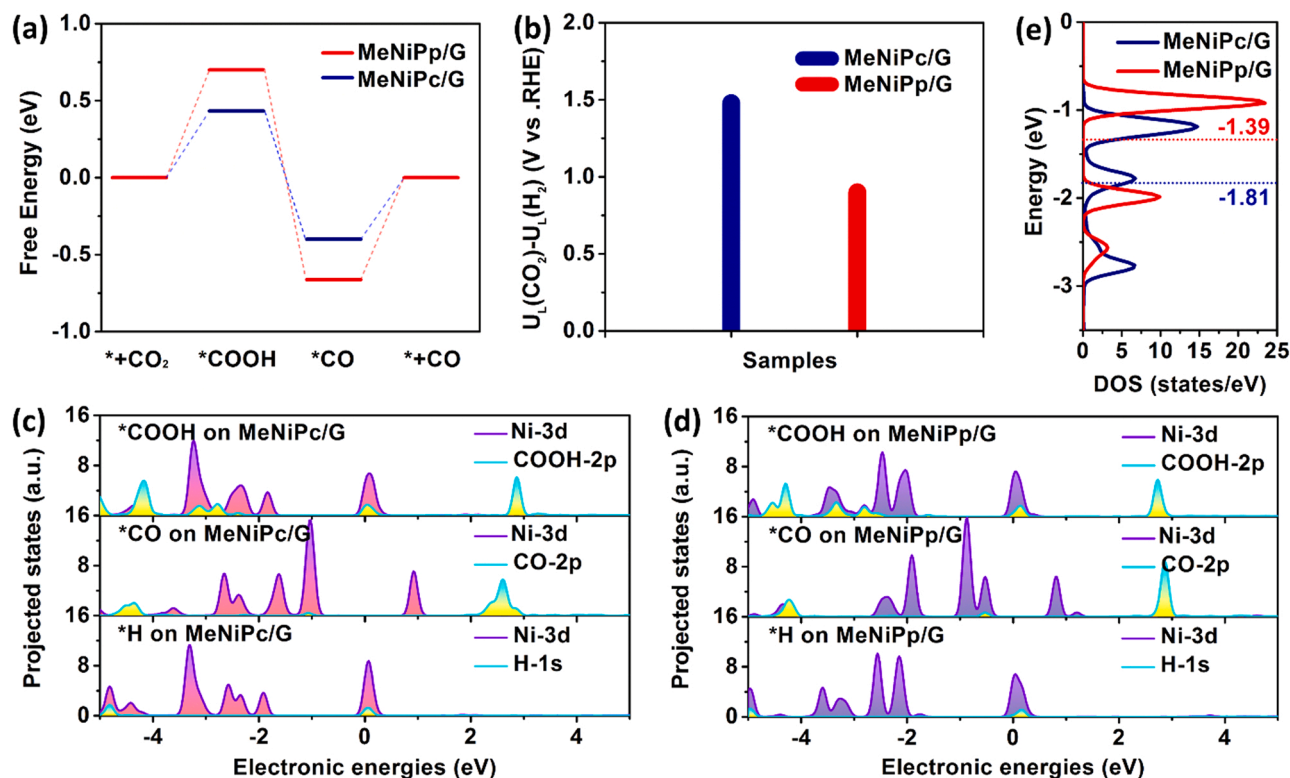 (a)
1.0
0.5
0.0
-0.5
-1.0
Free Energy (eV)
MeNiPp/G
MeNiPc/G
*+CO₂ *COOH *CO *+CO
(b)
2.0
1.5
1.0
0.5
0.0
U_L(CO₂)-U_L(H₂) (V vs .RHE)
MeNiPc/G
MeNiPp/G
Samples
(e)
0
-1
-2
-3
Energy (eV)
MeNiPc/G
MeNiPp/G
-1.39
-1.81
0 5 10 15 20 25
DOS (states/eV)
(c)
Projected states (a.u.)
16
8
16
8
16
8
0
*COOH on MeNiPc/G
Ni-3d
COOH-2p
*CO on MeNiPc/G
Ni-3d
CO-2p
*H on MeNiPc/G
Ni-3d
H-1s
-4 -2 0 2 4
Electronic energies (eV)
(d)
Projected states (a.u.)
16
8
16
8
16
8
0
*COOH on MeNiPp/G
Ni-3d
COOH-2p
*CO on MeNiPp/G
Ni-3d
CO-2p
*H on MeNiPp/G
Ni-3d
H-1s
-4 -2 0 2 4
Electronic energies (eV)